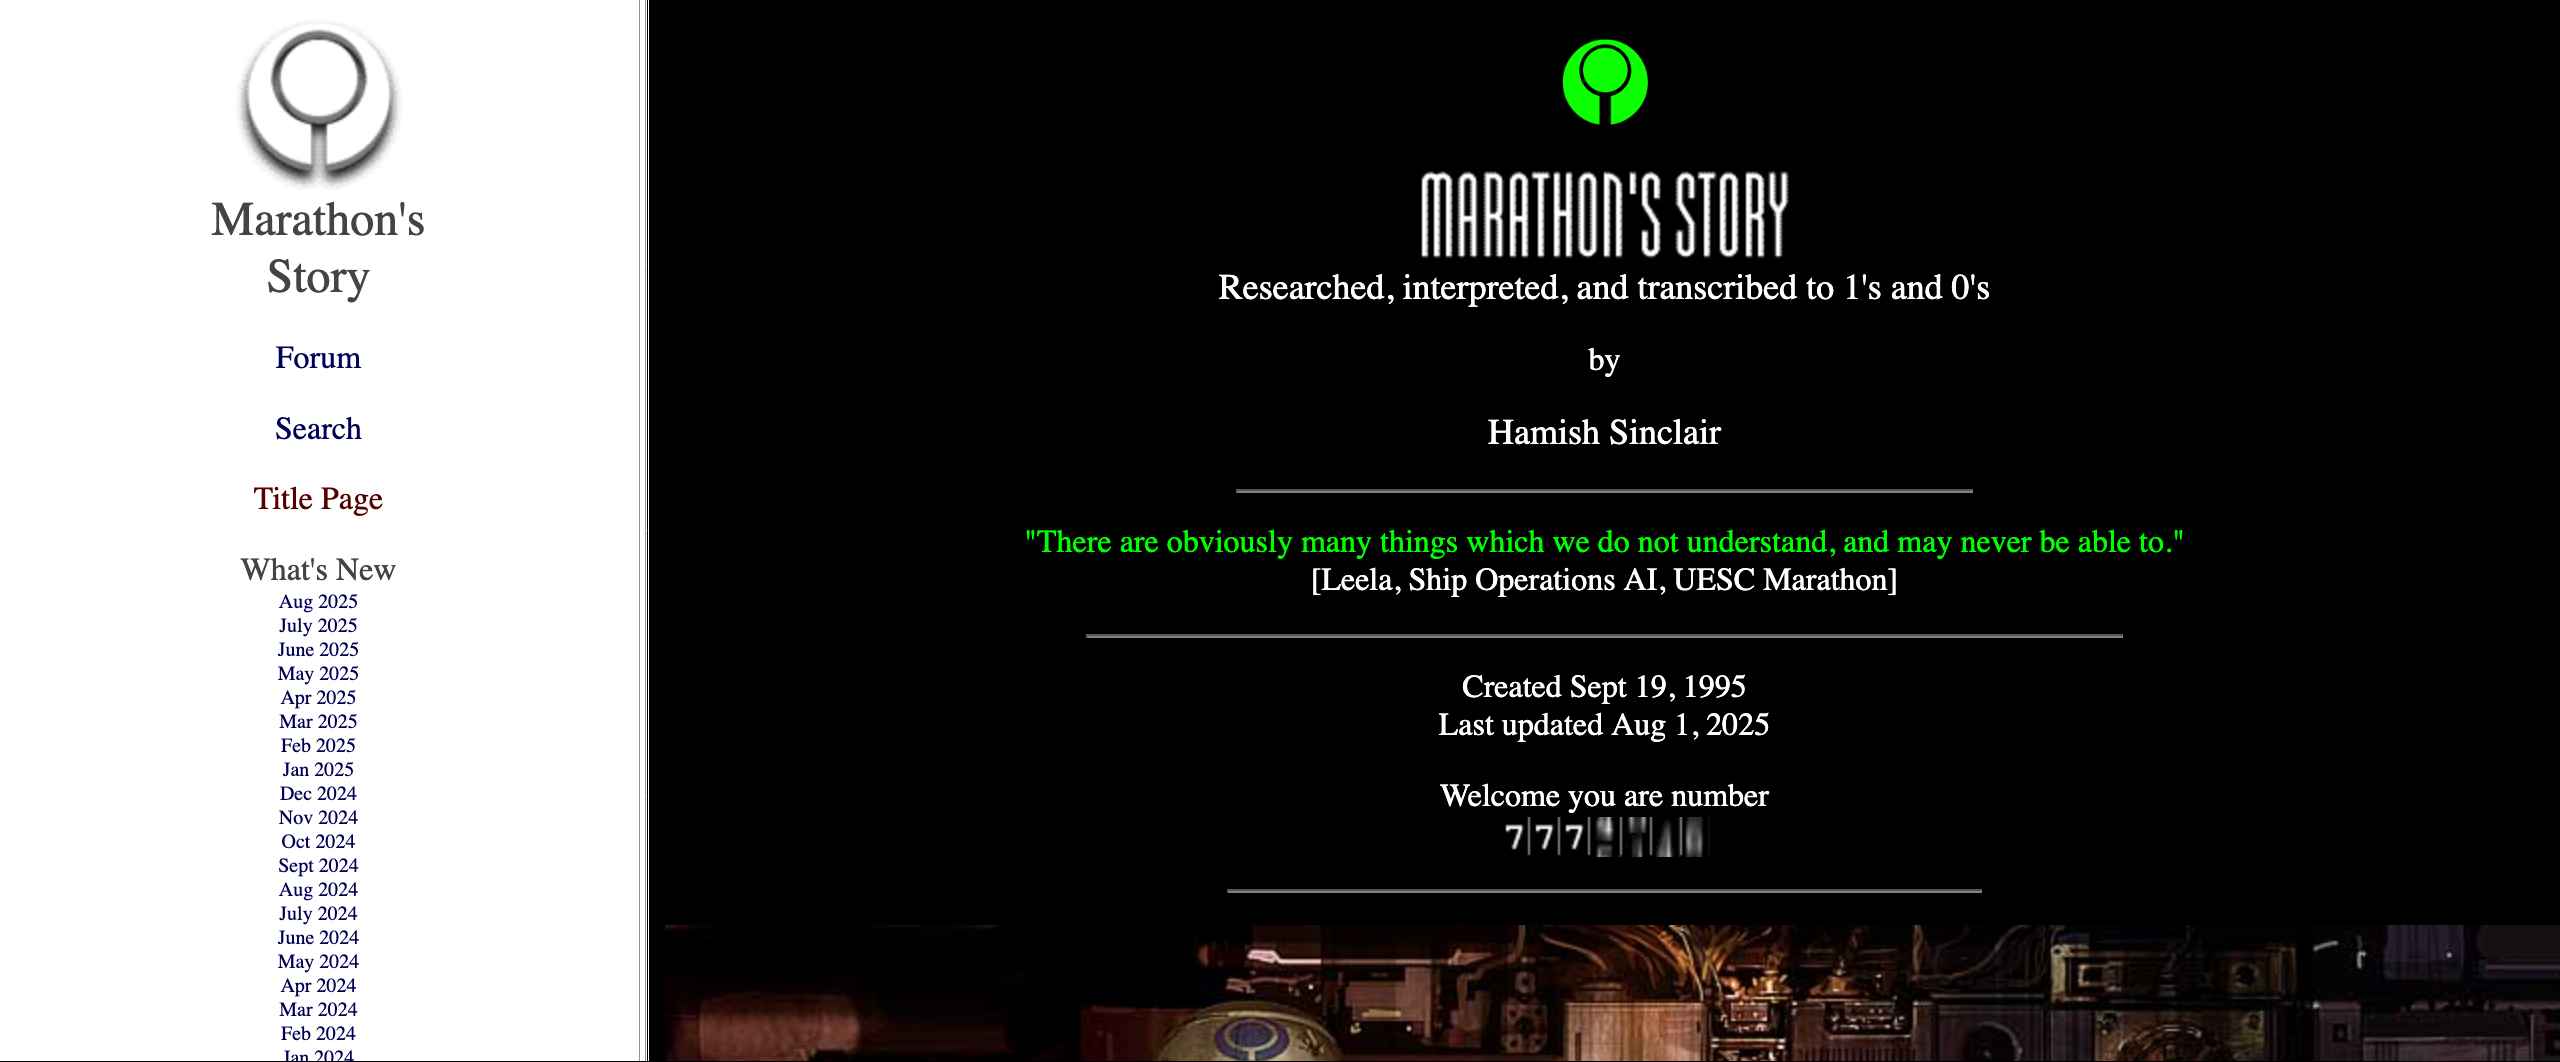 Marathon's
Story
Forum
Search
Title Page
What's New
Aug 2025
July 2025
June 2025
May 2025
Apr 2025
Mar 2025
Feb 2025
Jan 2025
Dec 2024
Nov 2024
Oct 2024
Sept 2024
Aug 2024
July 2024
June 2024
May 2024
Apr 2024
Mar 2024
Feb 2024
Jan 2024
MARATHON'S STORY
Researched, interpreted, and transcribed to 1's and 0's
by
Hamish Sinclair
"There are obviously many things which we do not understand, and may never be able to."
[Leela, Ship Operations AI, UESC Marathon]
Created Sept 19, 1995
Last updated Aug 1, 2025
Welcome you are number
777